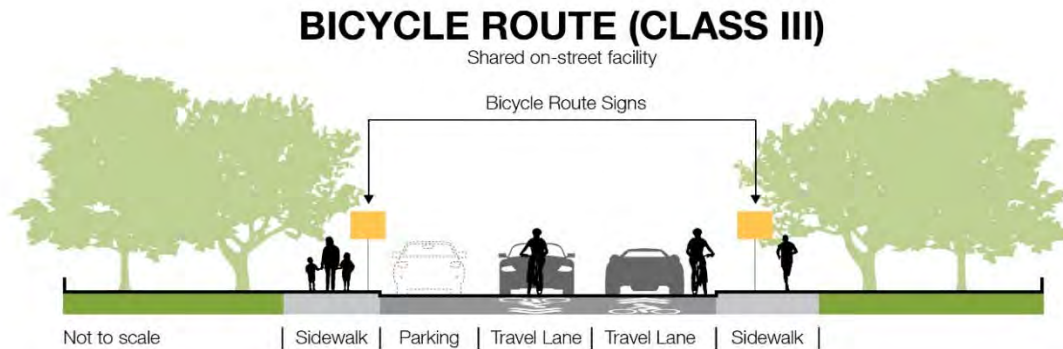 BICYCLE ROUTE (CLASS III)
Shared on-street facility
Bicycle Route Signs
Not to scale
Sidewalk
Parking
Travel Lane
Travel Lane
Sidewalk